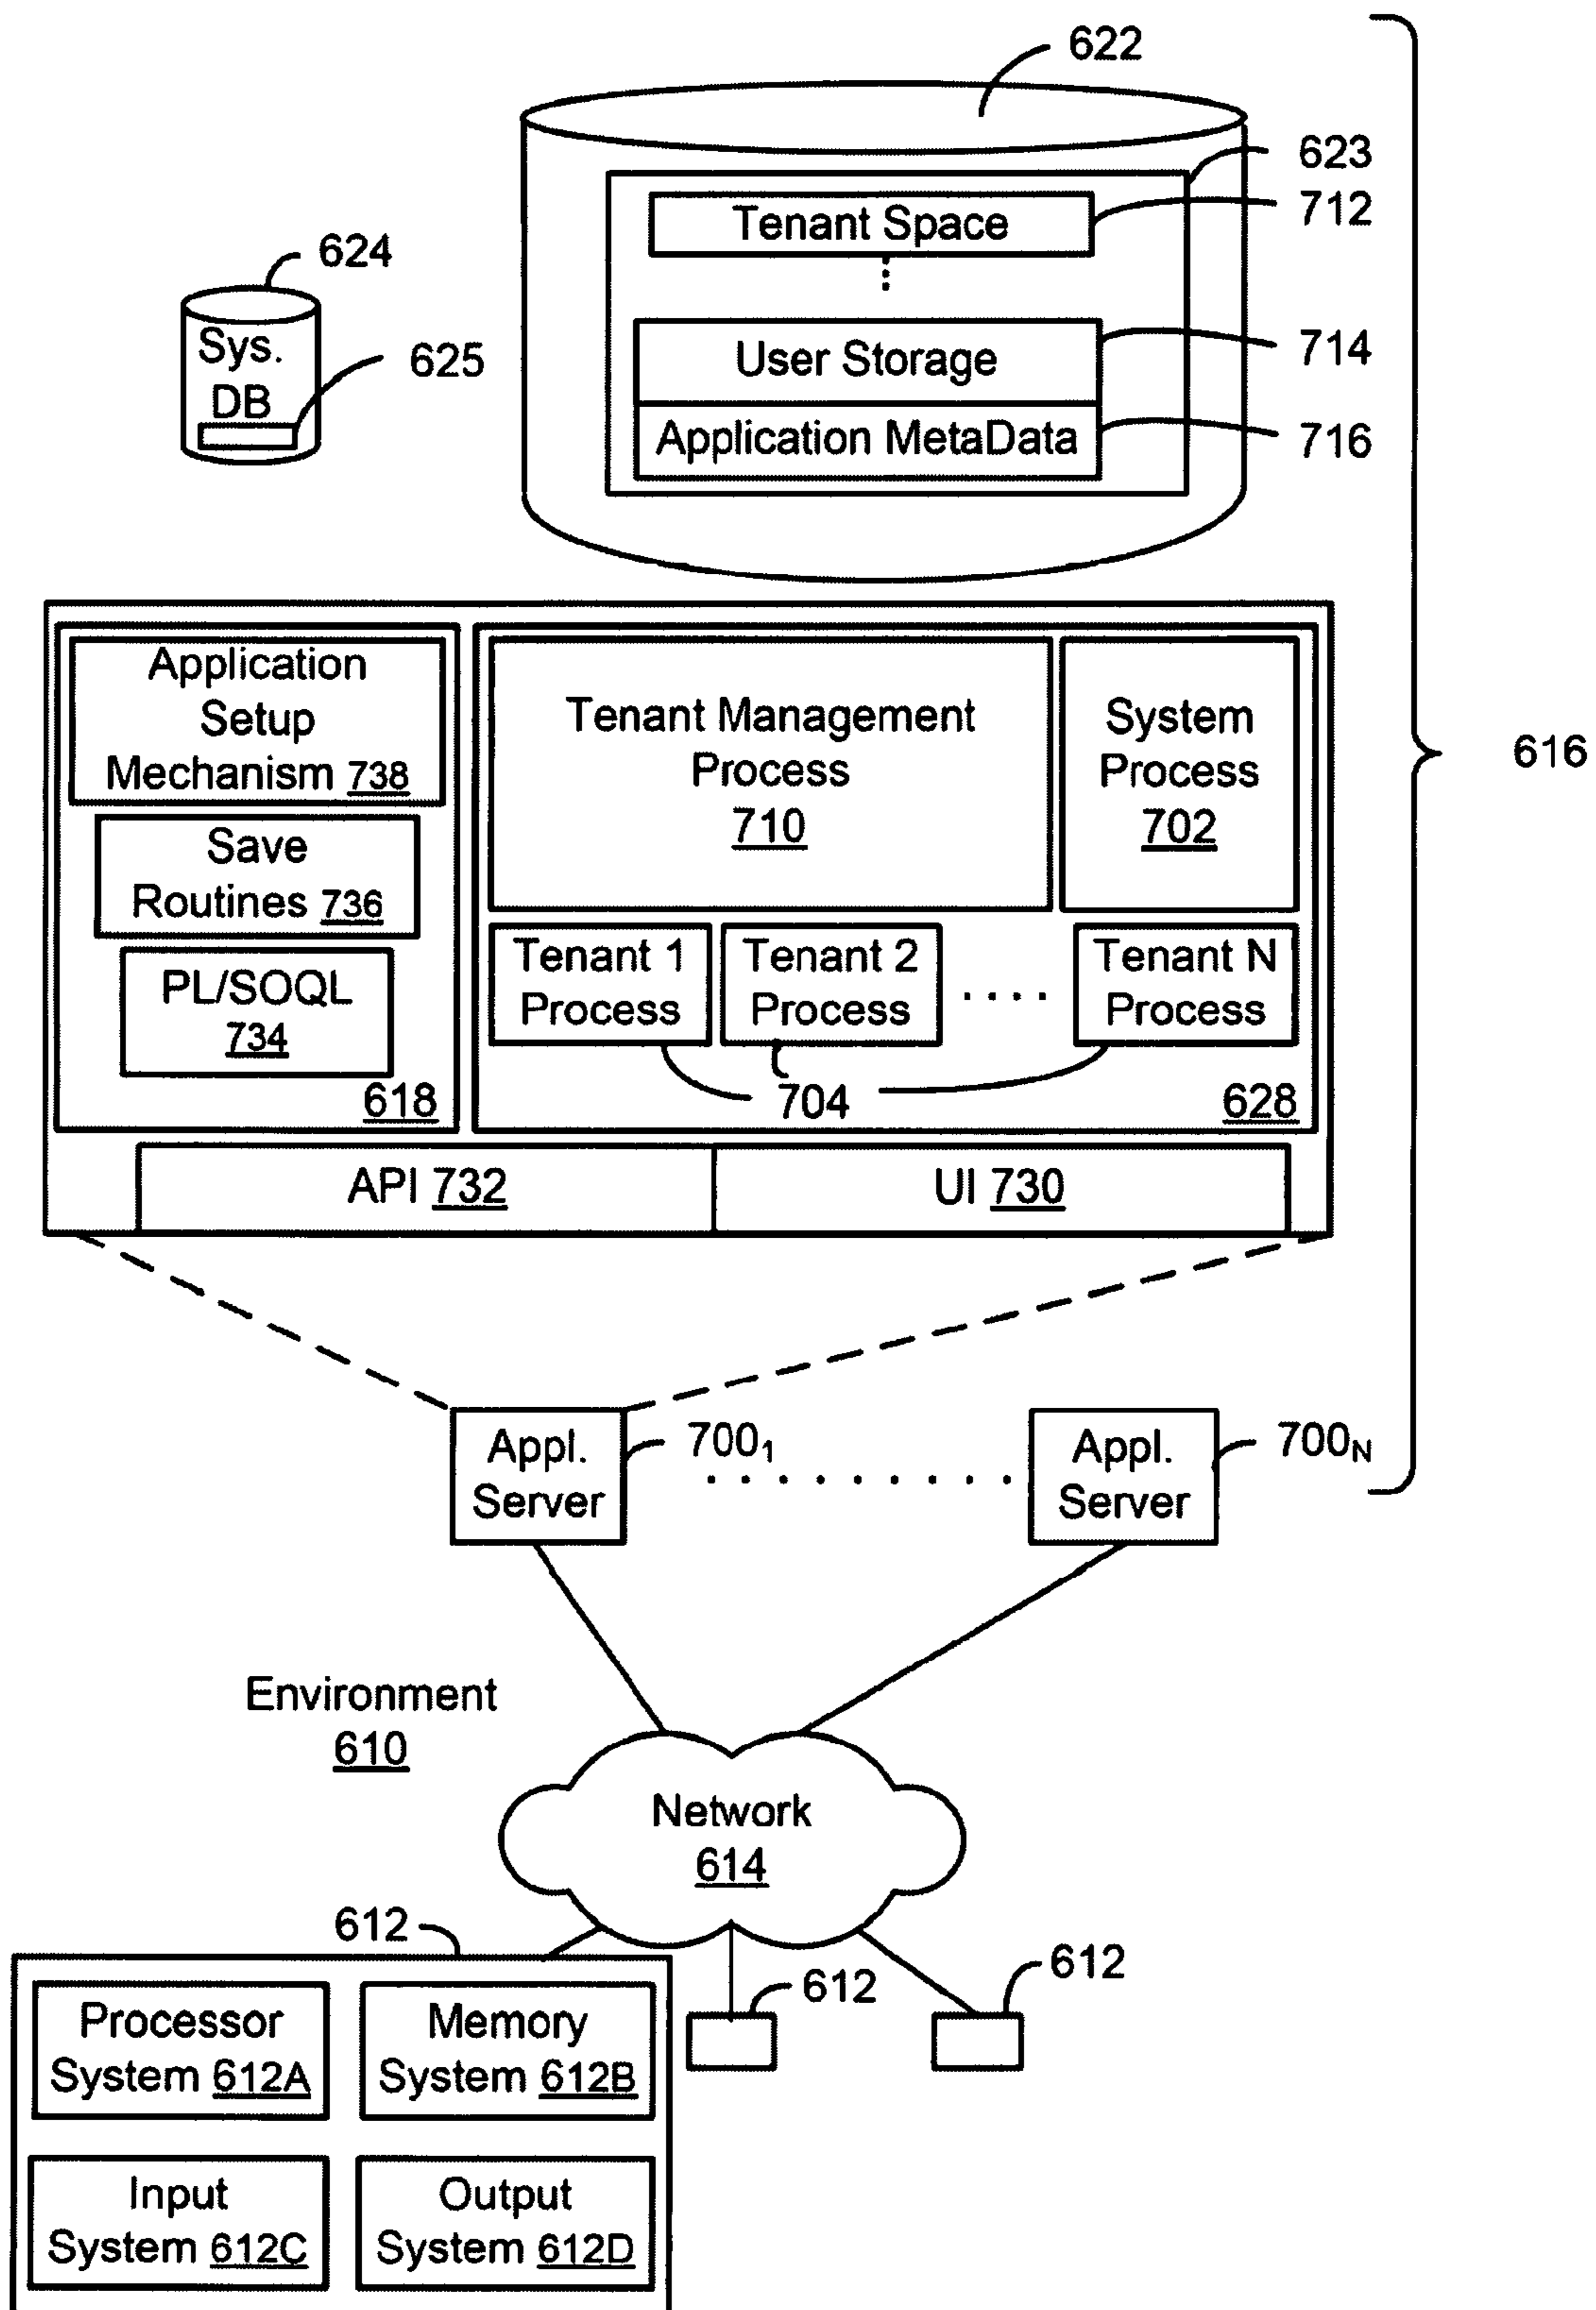 622
623
Tenant Space
712
624
Sys.
DB
625
User Storage
714
Application MetaData
716
Application
Setup
Mechanism 738
Tenant Management
Process
710
System
Process
702
616
Save
Routines 736
Tenant 1
Process
Tenant 2
Process
....
Tenant N
Process
PL/SOQL
734
618
704
628
API 732
UI 730
Appl.
Server
700₁
..........
Appl.
Server
700ₙ
Environment
610
Network
614
612
612
612
Processor
System 612A
Memory
System 612B
Input
System 612C
Output
System 612D